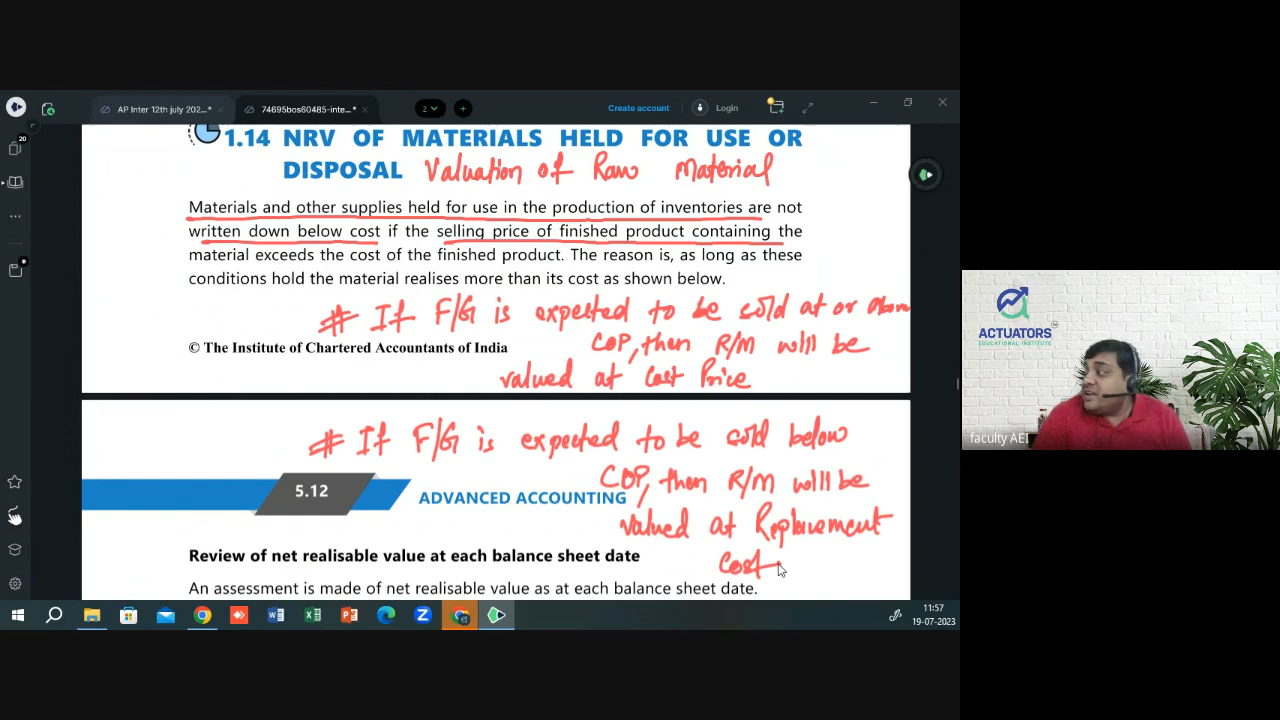 AP Inter 12th july 202...*
74695bos60485-inte...*
2
Create account
Login
20
1.14 NRV OF MATERIALS HELD FOR USE OR
DISPOSAL Valuation of Raw Material
Materials and other supplies held for use in the production of inventories are not
written down below cost if the selling price of finished product containing the
material exceeds the cost of the finished product. The reason is, as long as these
conditions hold the material realises more than its cost as shown below.
# If F/G is expected to be sold at or above
© The Institute of Chartered Accountants of India
COP, then R/M will be
valued at Cost Price
# If F/G is expected to be sold below
COP, then R/M will be
5.12
ADVANCED ACCOUNTING
valued at Replacement
Cost
Review of net realisable value at each balance sheet date
An assessment is made of net realisable value as at each balance sheet date.
ACTUATORS
EDUCATIONAL INSTITUTE
faculty AEI
11:57
19-07-2023